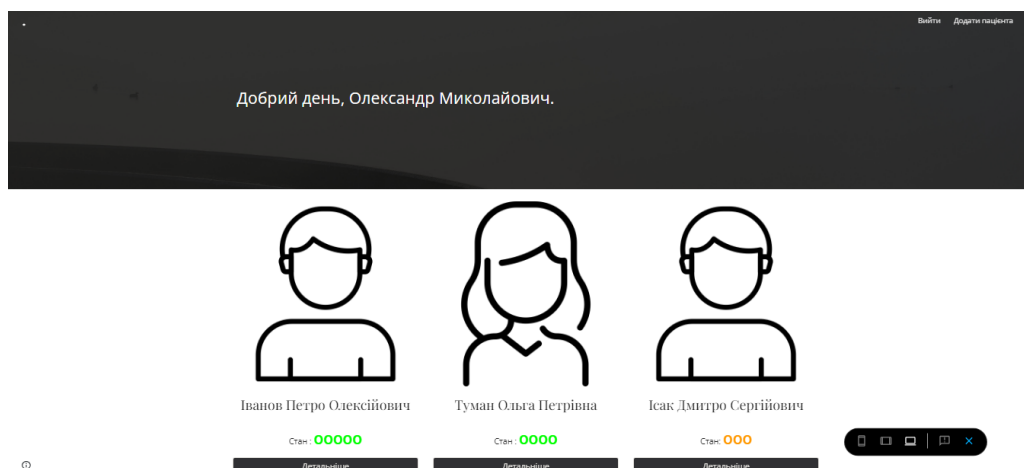 Вийти Додати пацієнта
Добрий день, Олександр Миколайович.
Іванов Петро Олексійович
Туман Ольга Петрівна
Ісак Дмитро Сергійович
Стан : ООООО
Стан : ОООО
Стан: ООО
Детальніше
Детальніше
Детальніше